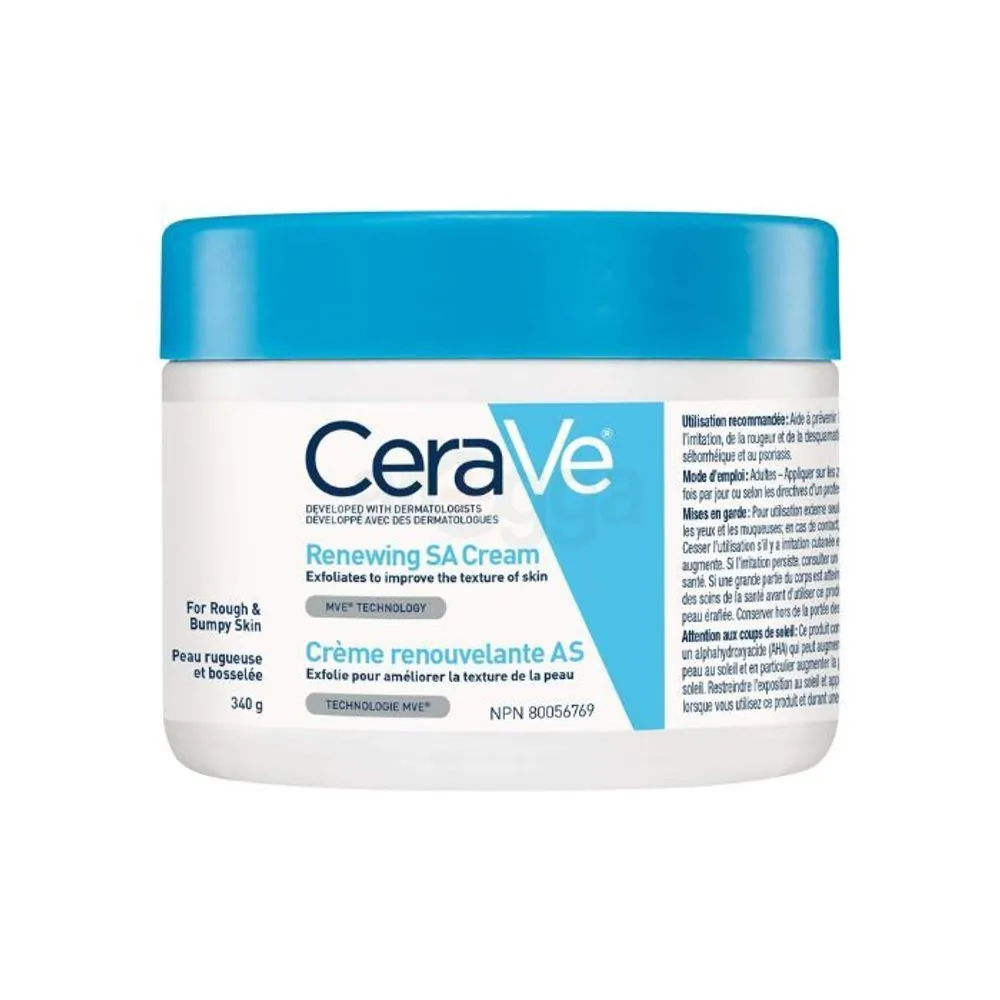 CeraVe®
DEVELOPED WITH DERMATOLOGISTS
DÉVELOPPÉ AVEC DES DERMATOLOGUES
Renewing SA Cream
Exfoliates to improve the texture of skin
MVE® TECHNOLOGY
Crème renouvelante AS
Exfolie pour améliorer la texture de la peau
TECHNOLOGIE MVE®
NPN 80056769
For Rough &
Bumpy Skin
Peau rugueuse
et bosselée
340 g
Utilisation recommandée: Aide à prévenir
l'irritation, de la rougeur et de la
séborrhéique et au psoriasis.
Mode d'emploi: Adultes – Appliquer sur les
fois par jour ou selon les directives d'un
Mises en garde: Pour utilisation externe
les yeux et les muqueuses; en cas de contact,
Cesser l'utilisation s'il y a irritation cutanée
augmente. Si l'irritation persiste, consulter un
santé. Si une grande partie du corps est
des soins de la santé avant d'utiliser ce
peau éraflée. Conserver hors de la portée
Attention aux coups de soleil: Ce produit
un alphahydroxyacide (AHA) qui peut
peau au soleil et en particulier augmenter la
soleil. Restreindre l'exposition au soleil et
lorsque vous utilisez ce produit et durant une